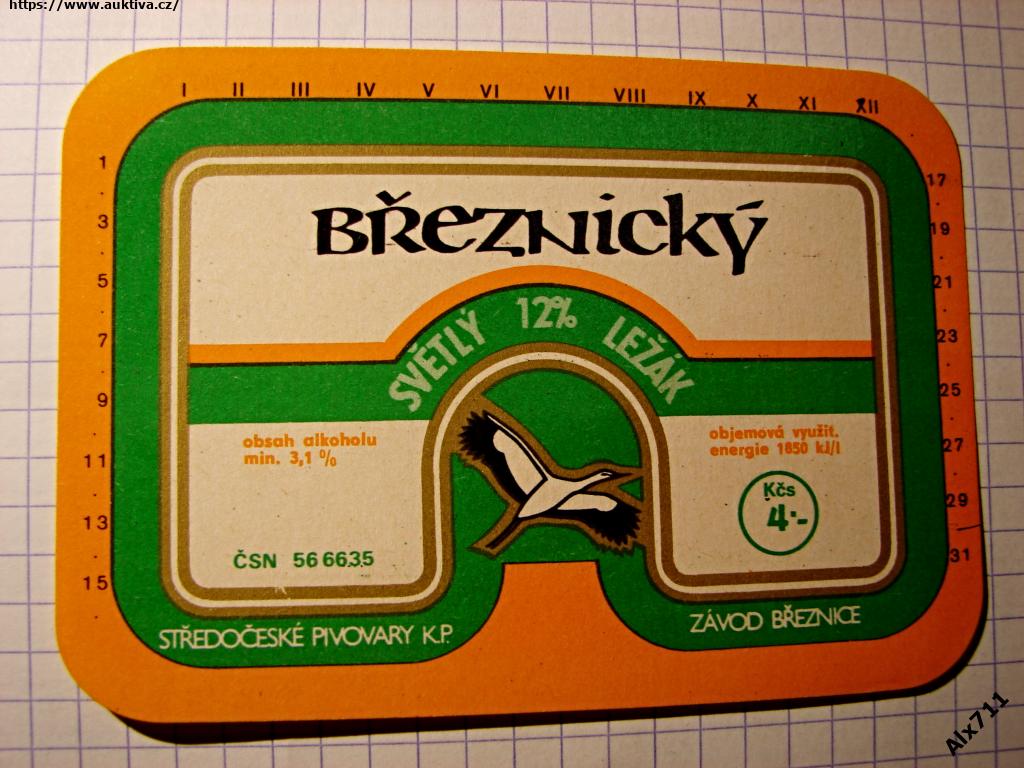 https://www.auktiva.cz/
I II III IV V VI VII VIII IX X XI XII
1
3
5
7
9
11
13
15
17
19
21
23
25
27
29
31
BŘEZNICKÝ
SVĚTLÝ 12% LEŽÁK
obsah alkoholu
min. 3,1 %
objemová využit.
energie 1850 kJ/l
Kčs
4·-
ČSN 56 6635
STŘEDOČESKÉ PIVOVARY K.P.
ZÁVOD BŘEZNICE
Alx711